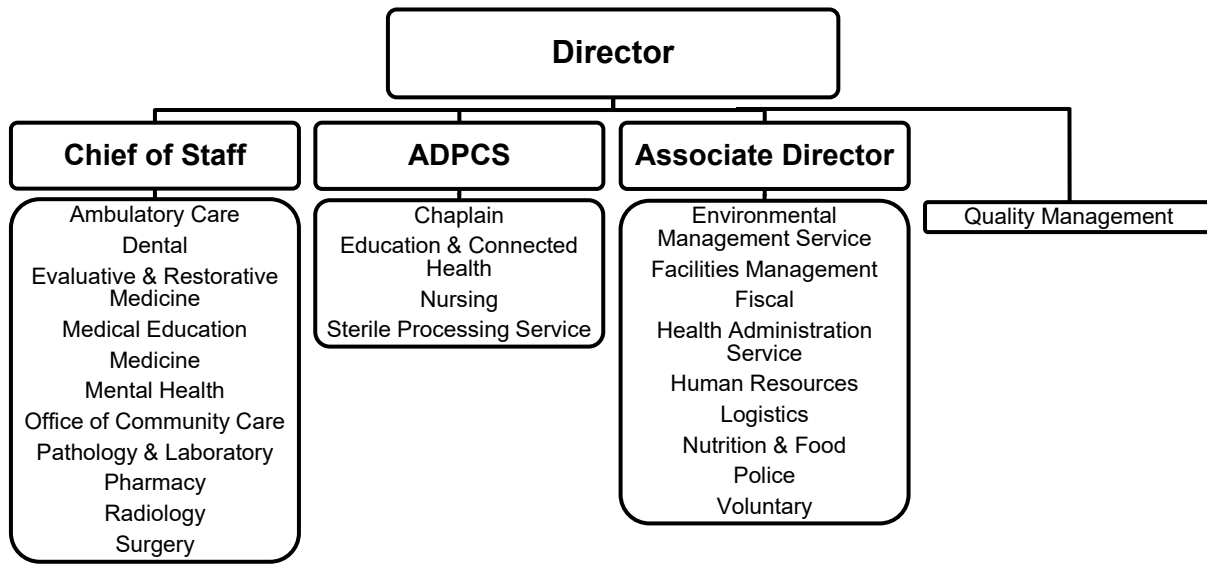 Director
Chief of Staff
ADPCS
Associate Director
Ambulatory Care
Dental
Evaluative & Restorative
Medicine
Medical Education
Medicine
Mental Health
Office of Community Care
Pathology & Laboratory
Pharmacy
Radiology
Surgery
Chaplain
Education & Connected
Health
Nursing
Sterile Processing Service
Environmental
Management Service
Facilities Management
Fiscal
Health Administration
Service
Human Resources
Logistics
Nutrition & Food
Police
Voluntary
Quality Management